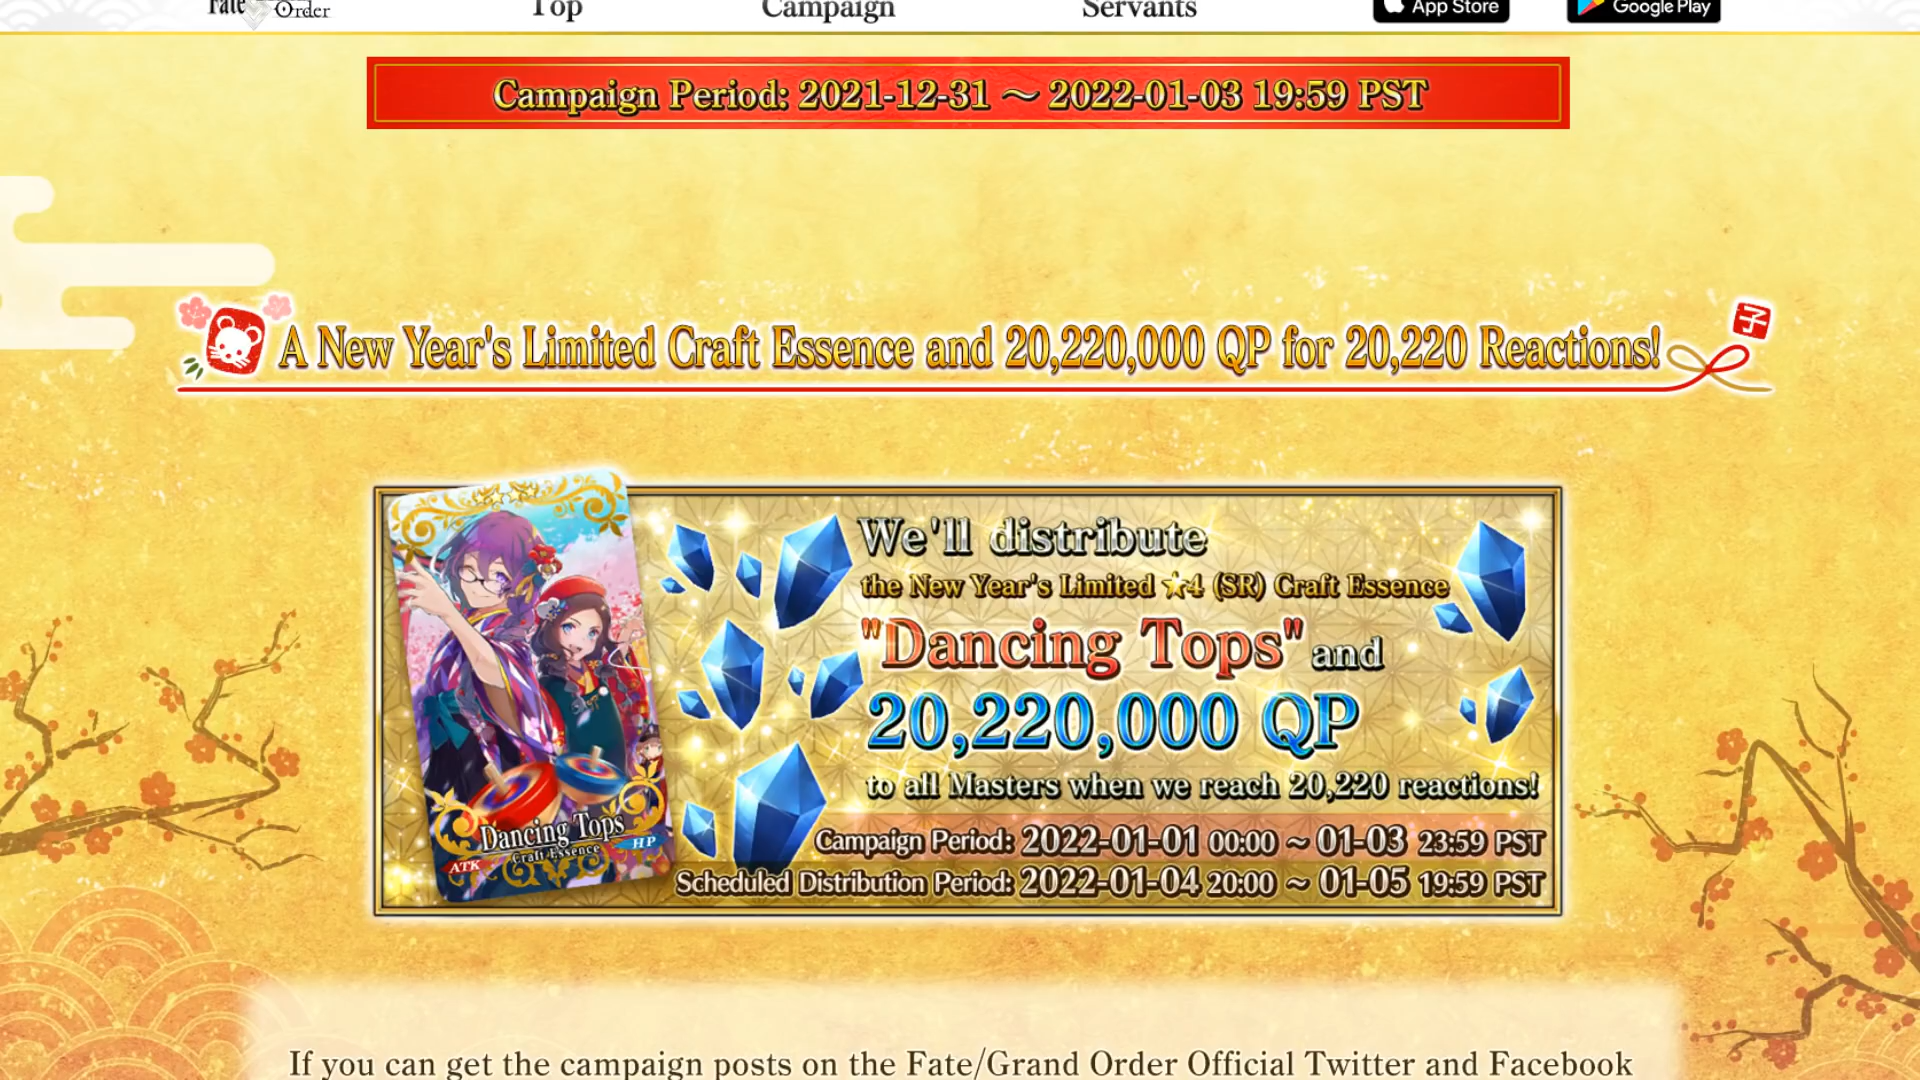 Fate
Order
Top
Campaign
Servants
App Store
Google Play
Campaign Period: 2021-12-31 〜 2022-01-03 19:59 PST
A New Year's Limited Craft Essence and 20,220,000 QP for 20,220 Reactions!
子
We'll distribute
the New Year's Limited ★4 (SR) Craft Essence
"Dancing Tops" and
20,220,000 QP
to all Masters when we reach 20,220 reactions!
Campaign Period: 2022-01-01 00:00 ~ 01-03 23:59 PST
Scheduled Distribution Period: 2022-01-04 20:00 ~ 01-05 19:59 PST
Dancing Tops
Craft Essence
ATK
HP
If you can get the campaign posts on the Fate/Grand Order Official Twitter and Facebook